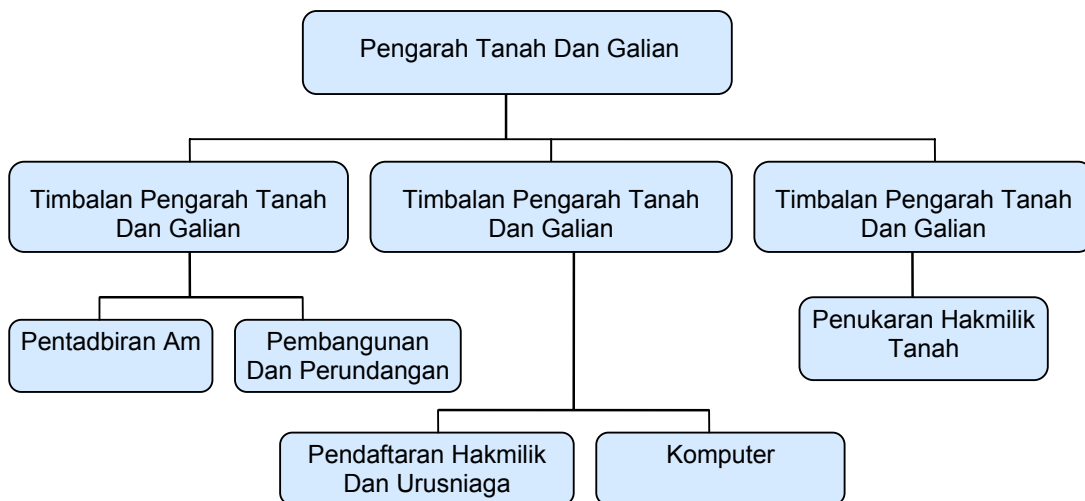 Pengarah Tanah Dan Galian
Timbalan Pengarah Tanah
Dan Galian
Timbalan Pengarah Tanah
Dan Galian
Timbalan Pengarah Tanah
Dan Galian
Pentadbiran Am
Pembangunan
Dan Perundangan
Penukaran Hakmilik
Tanah
Pendaftaran Hakmilik
Dan Urusniaga
Komputer